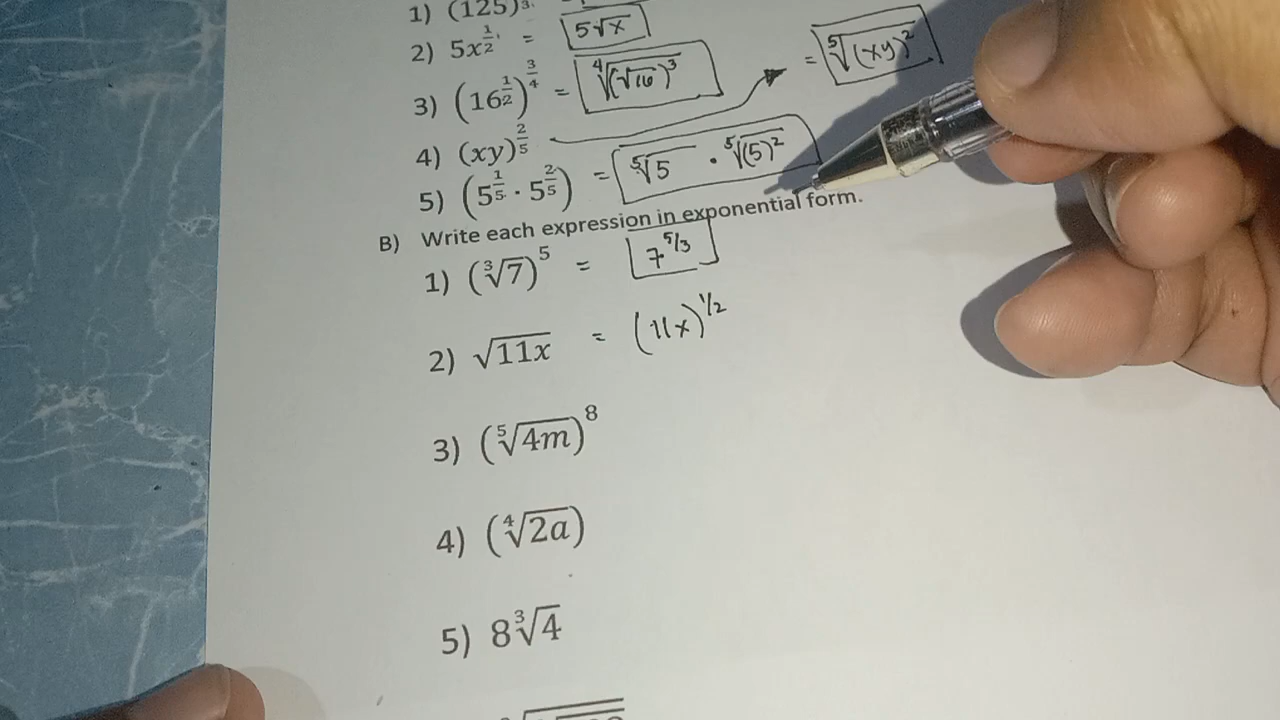 1) (125)³
2) 5x^{1/2} = 5√x
3) (16^{1/2})^{3/4} = ⁴√(√16)³
4) (xy)^{2/5} = ⁵√(xy)²
5) (5^{1/5} · 5^{2/5}) = ⁵√5 · ⁵√(5)²
B) Write each expression in exponential form.
1) (³√7)⁵ = 7^{5/3}
2) √11x = (11x)^{1/2}
3) (⁵√4m)⁸
4) (⁴√2a)
5) 8³√4